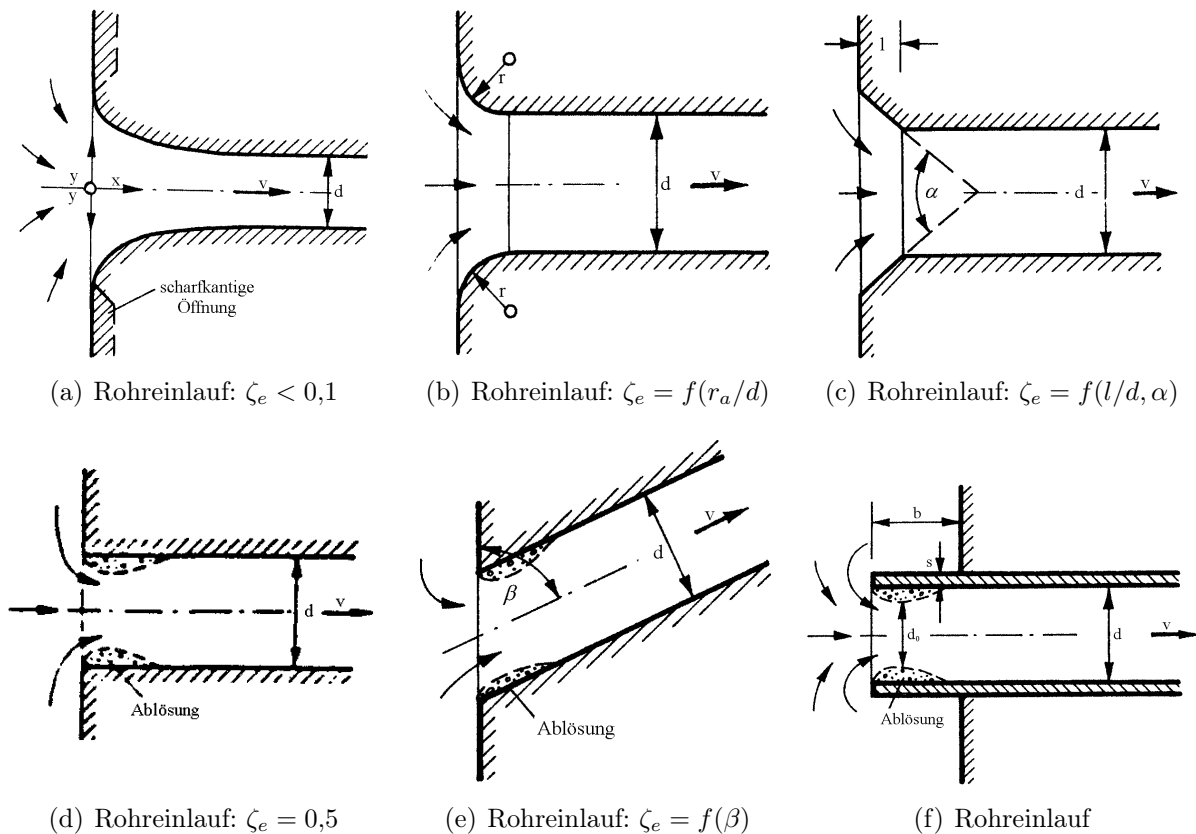 y
y
x
v
d
scharfkantige
Öffnung
(a) Rohreinlauf: ζe < 0,1
r
d
v
r
(b) Rohreinlauf: ζe = f(ra/d)
l
α
d
v
(c) Rohreinlauf: ζe = f(l/d, α)
d
v
Ablösung
(d) Rohreinlauf: ζe = 0,5
β
d
v
Ablösung
(e) Rohreinlauf: ζe = f(β)
b
s
d0
d
v
Ablösung
(f) Rohreinlauf